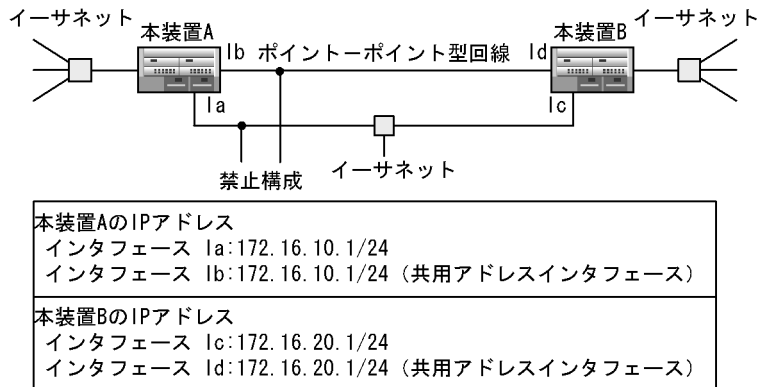 イーサネット
本装置A
本装置B
イーサネット
Ib
ポイントーポイント型回線
Id
Ia
Ic
禁止構成
イーサネット
本装置AのIPアドレス
インタフェース Ia:172.16.10.1/24
インタフェース Ib:172.16.10.1/24 (共用アドレスインタフェース)
本装置BのIPアドレス
インタフェース Ic:172.16.20.1/24
インタフェース Id:172.16.20.1/24 (共用アドレスインタフェース)